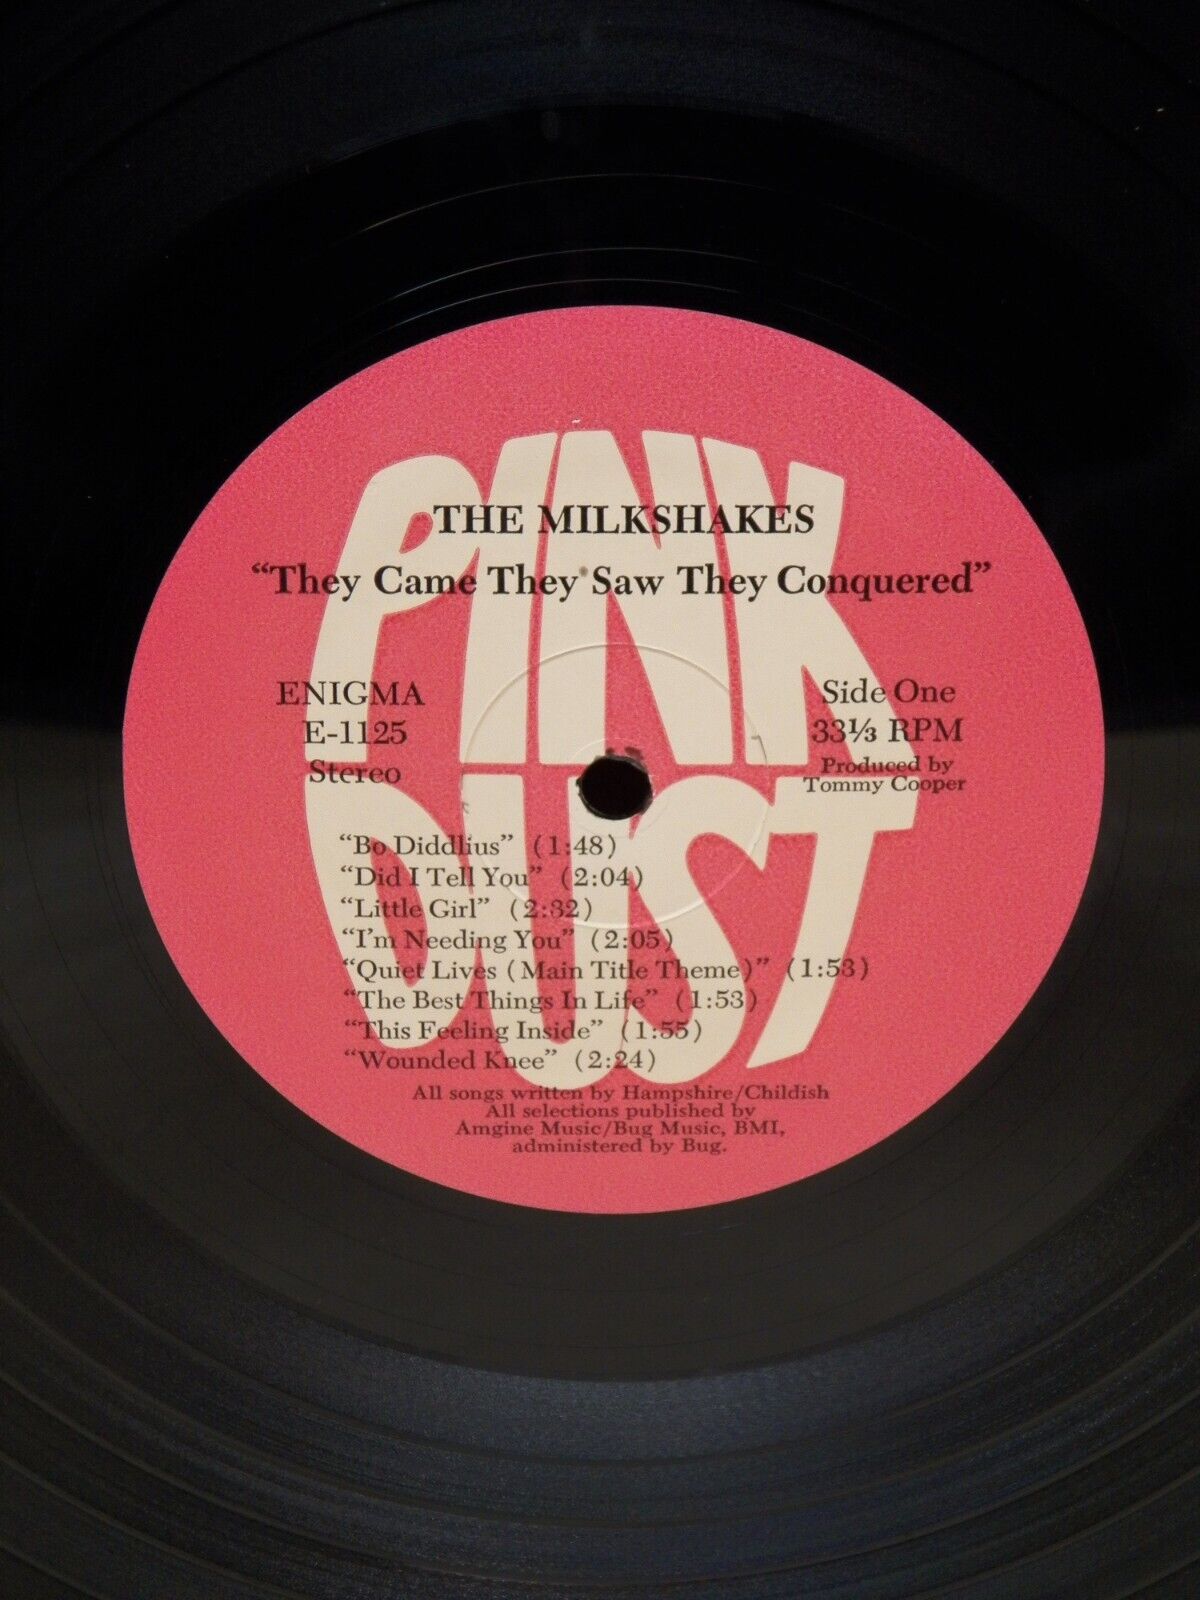 PINK
DUST
THE MILKSHAKES
“They Came They Saw They Conquered”
ENIGMA
E-1125
Stereo
Side One
33⅓ RPM
Produced by
Tommy Cooper
“Bo Diddlius” (1:48)
“Did I Tell You” (2:04)
“Little Girl” (2:32)
“I’m Needing You” (2:05)
“Quiet Lives (Main Title Theme)” (1:53)
“The Best Things In Life” (1:53)
“This Feeling Inside” (1:55)
“Wounded Knee” (2:24)
All songs written by Hampshire/Childish
All selections published by
Amgine Music/Bug Music, BMI,
administered by Bug.